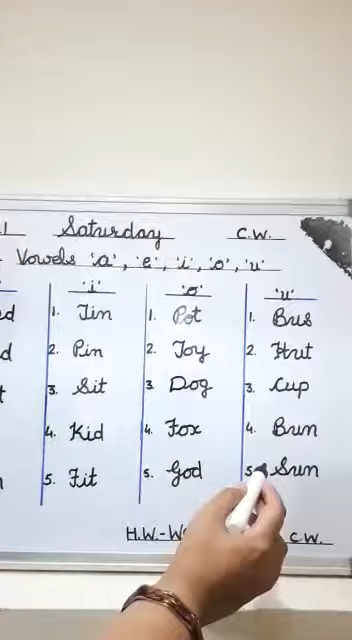 1 Saturday C.W.
Vowels 'a', 'e', 'i', 'o', 'u'
'i' 'o' 'u'
d 1. Tin 1. Pot 1. Bus
d 2. Pin 2. Toy 2. Hut
t 3. Sit 3. Dog 3. Cup
4. Kid 4. Fox 4. Bun
5. Fit 5. God 5. Sun
H.W.-W C.W.